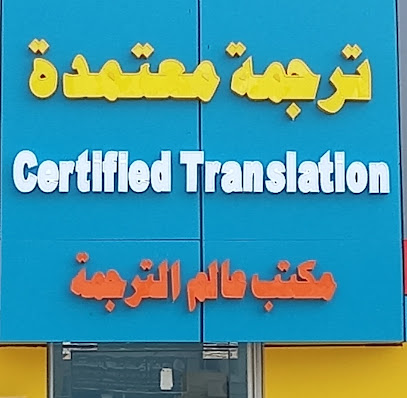 ترجمة معتمدة
Certified Translation
مكتب عالم الترجمة